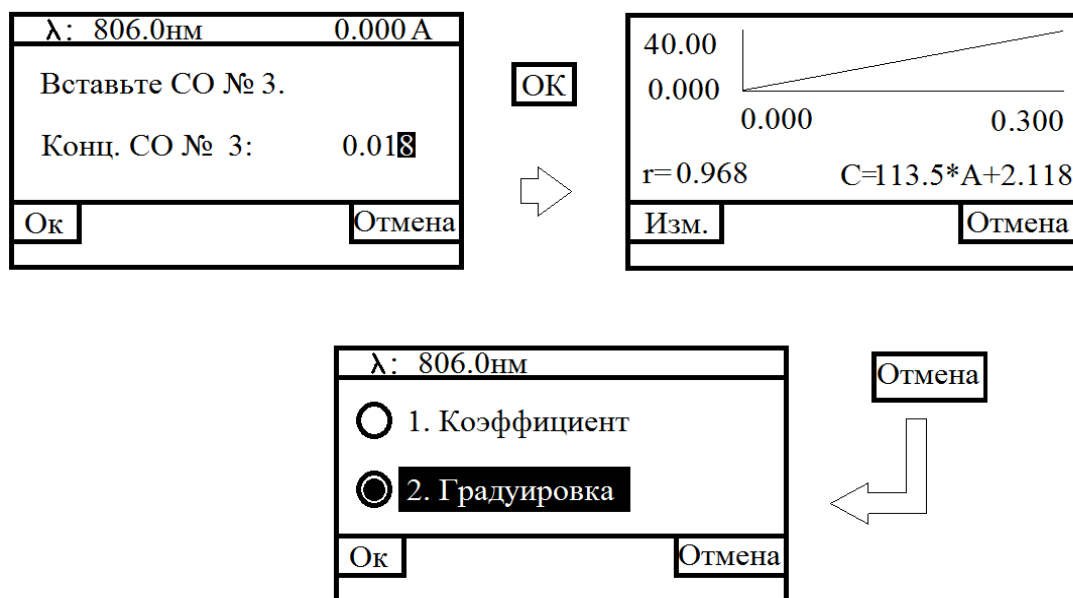 λ: 806.0нм 0.000 А
Вставьте СО № 3.
Конц. СО № 3: 0.018
Ок Отмена
ОК
40.00
0.000
0.000 0.300
r=0.968 C=113.5*A+2.118
Изм. Отмена
λ: 806.0нм
1. Коэффициент
2. Градуировка
Ок Отмена
Отмена